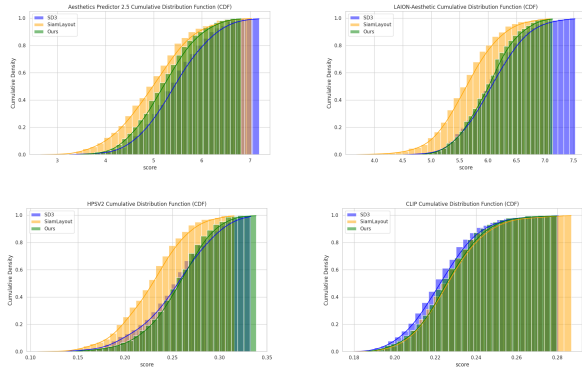 Aesthetics Predictor 2.5 Cumulative Distribution Function (CDF)
SD3
SiamLayout
Ours
Cumulative Density
1.0
0.8
0.6
0.4
0.2
0.0
3
4
5
6
7
score
LAION-Aesthetic Cumulative Distribution Function (CDF)
SD3
SiamLayout
Ours
Cumulative Density
1.0
0.8
0.6
0.4
0.2
0.0
4.0
4.5
5.0
5.5
6.0
6.5
7.0
7.5
score
HPSV2 Cumulative Distribution Function (CDF)
SD3
SiamLayout
Ours
Cumulative Density
1.0
0.8
0.6
0.4
0.2
0.0
0.10
0.15
0.20
0.25
0.30
0.35
score
CLIP Cumulative Distribution Function (CDF)
SD3
SiamLayout
Ours
Cumulative Density
1.0
0.8
0.6
0.4
0.2
0.0
0.18
0.20
0.22
0.24
0.26
0.28
score